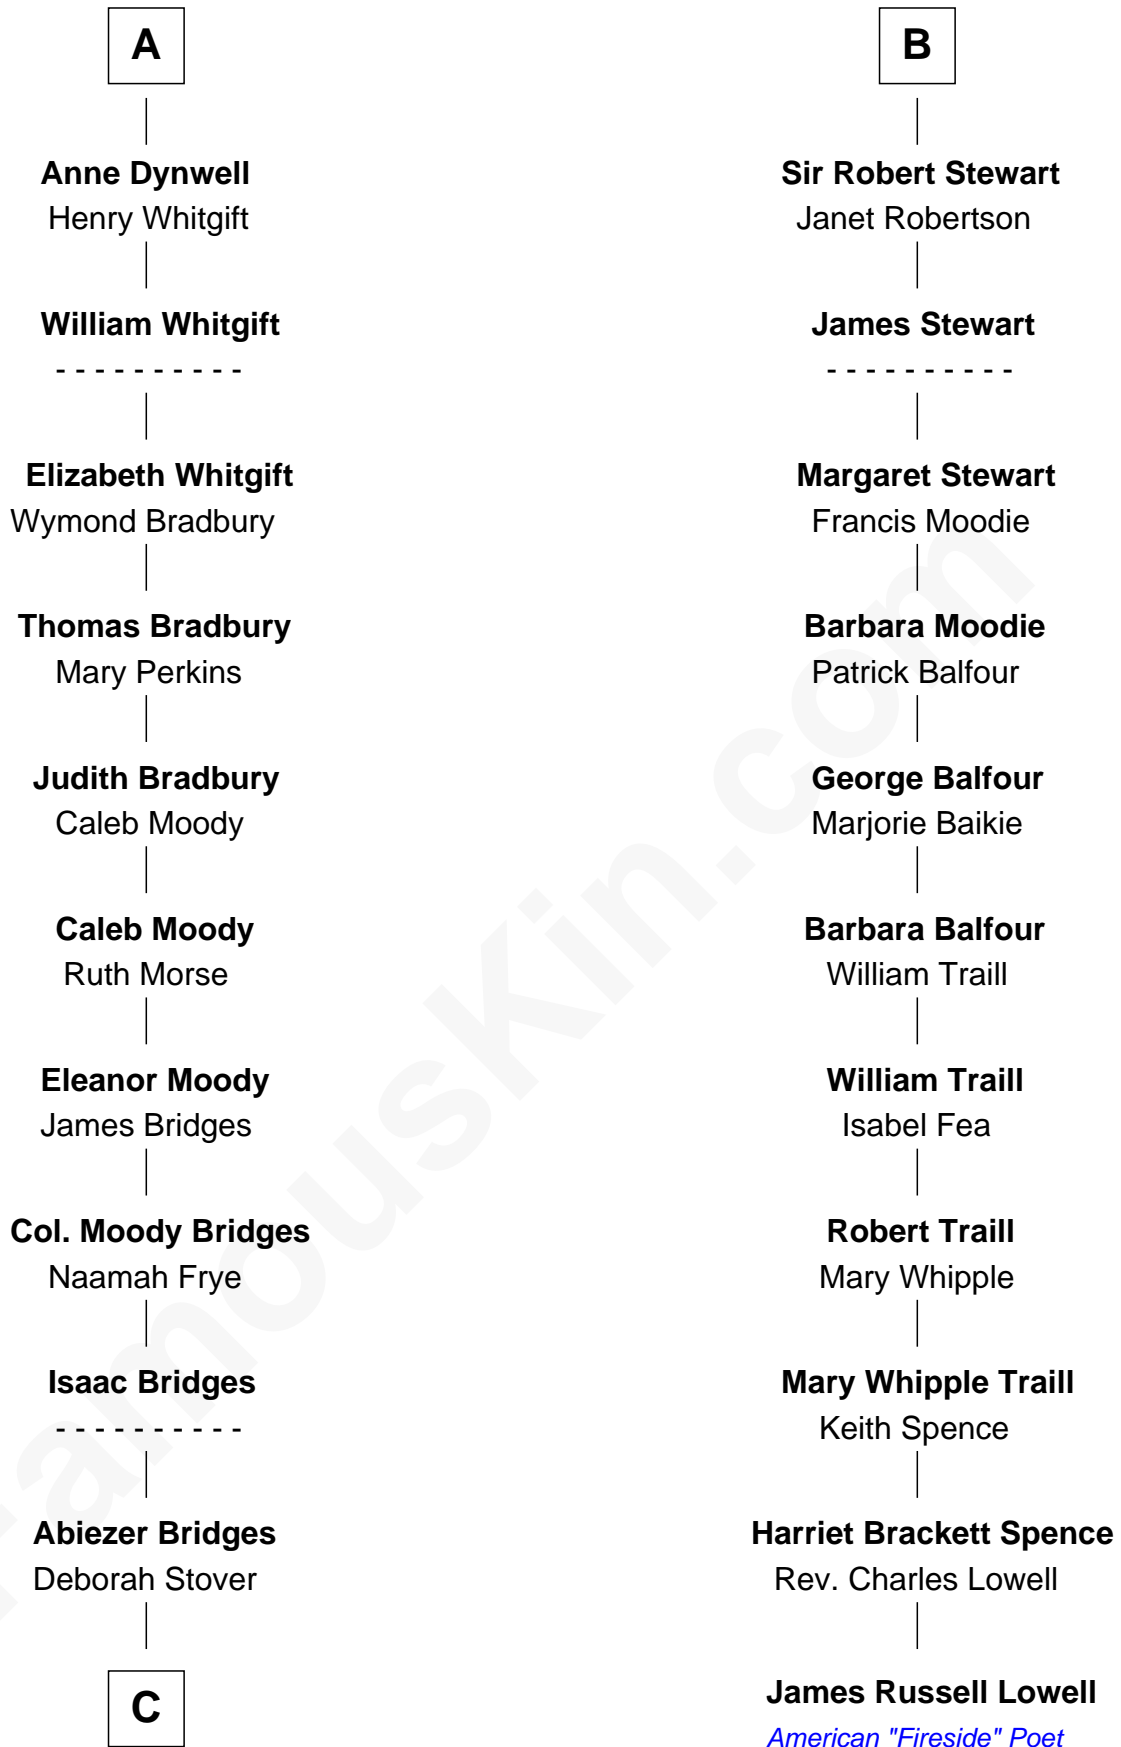 A
Anne Dynwell
Henry Whitgift
William Whitgift
- - - - - - - - - -
Elizabeth Whitgift
Wymond Bradbury
Thomas Bradbury
Mary Perkins
Judith Bradbury
Caleb Moody
Caleb Moody
Ruth Morse
Eleanor Moody
James Bridges
Col. Moody Bridges
Naamah Frye
Isaac Bridges
- - - - - - - - - -
Abiezer Bridges
Deborah Stover
C
B
Sir Robert Stewart
Janet Robertson
James Stewart
- - - - - - - - - -
Margaret Stewart
Francis Moodie
Barbara Moodie
Patrick Balfour
George Balfour
Marjorie Baikie
Barbara Balfour
William Traill
William Traill
Isabel Fea
Robert Traill
Mary Whipple
Mary Whipple Traill
Keith Spence
Harriet Brackett Spence
Rev. Charles Lowell
James Russell Lowell
American "Fireside" Poet
FamousKin.com